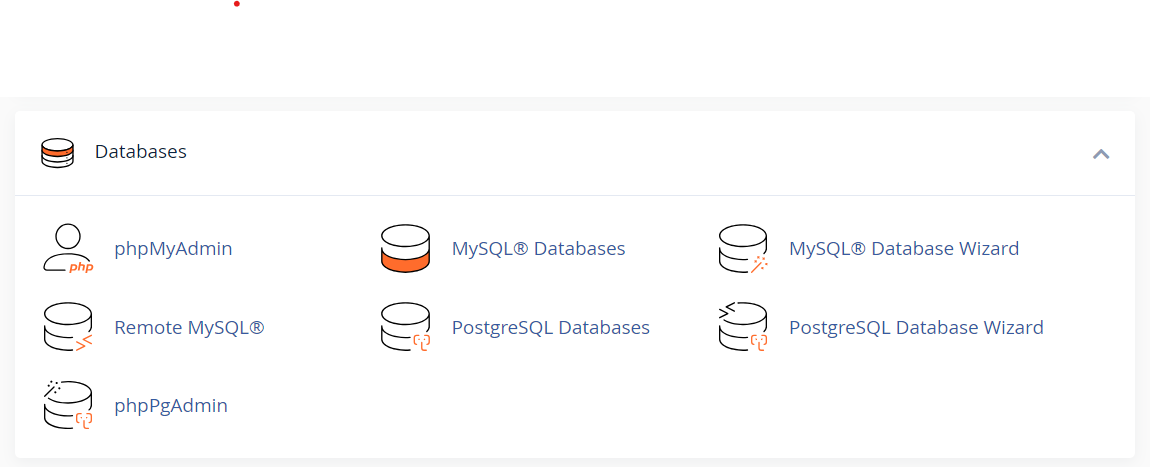 Databases
phpMyAdmin
php
MySQL® Databases
MySQL® Database Wizard
Remote MySQL®
PostgreSQL Databases
PostgreSQL Database Wizard
phpPgAdmin